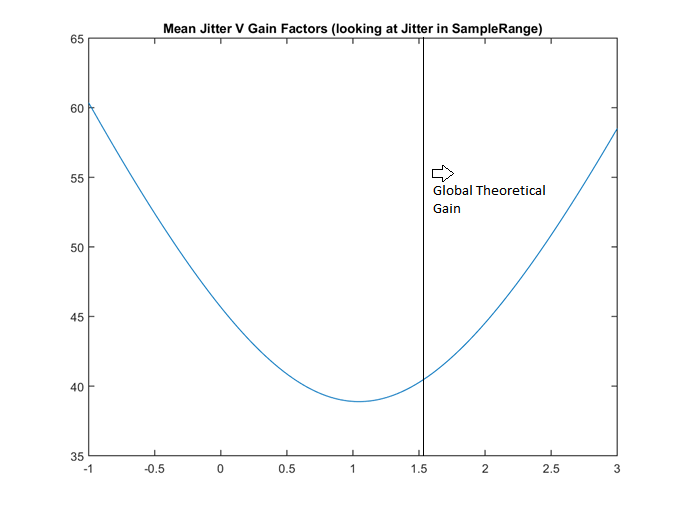 Mean Jitter V Gain Factors (looking at Jitter in SampleRange)
65
60
55
50
45
40
35
Global Theoretical
Gain
-1 -0.5 0 0.5 1 1.5 2 2.5 3